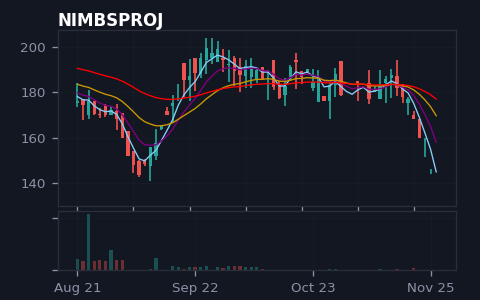 NIMBSPROJ
200
180
160
140
Aug 21
Sep 22
Oct 23
Nov 25